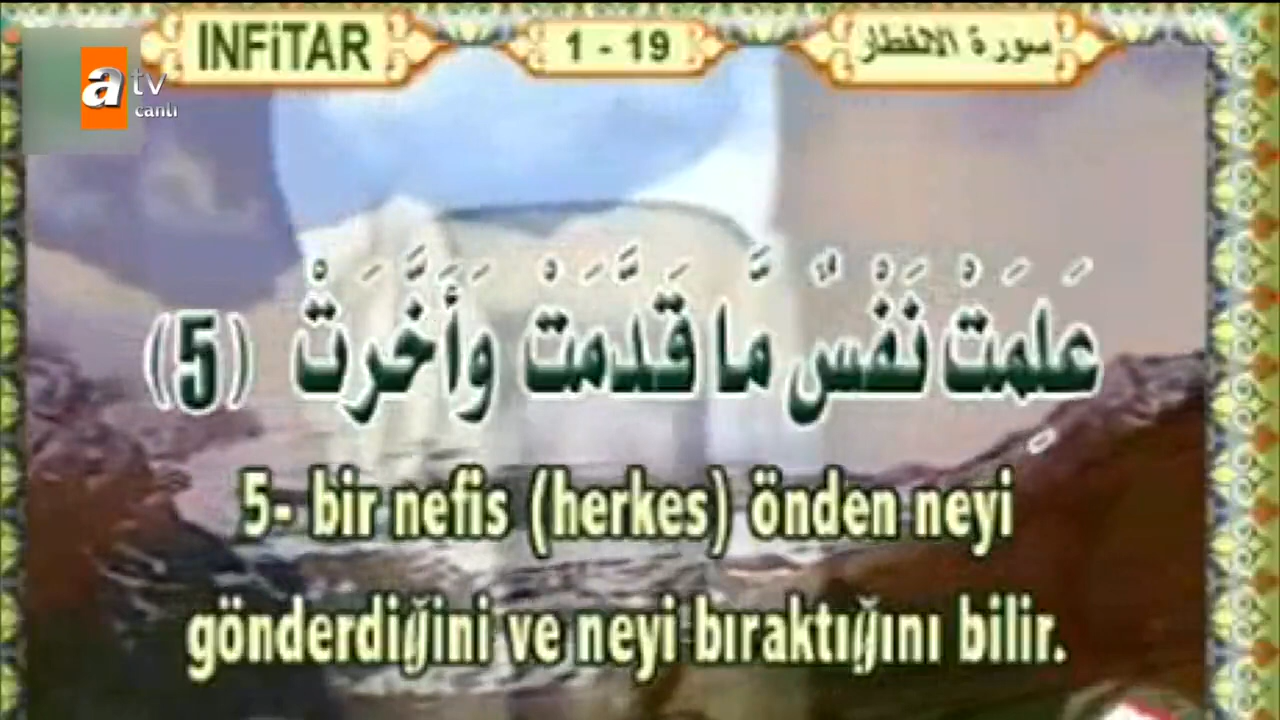 INFiTAR
1 - 19
سورة الانفطار
atv
canlı
عَلِمَتْ نَفْسٌ مَّا قَدَّمَتْ وَأَخَّرَتْ (5)
5- bir nefis (herkes) önden neyi
gönderdiğini ve neyi bıraktığını bilir.